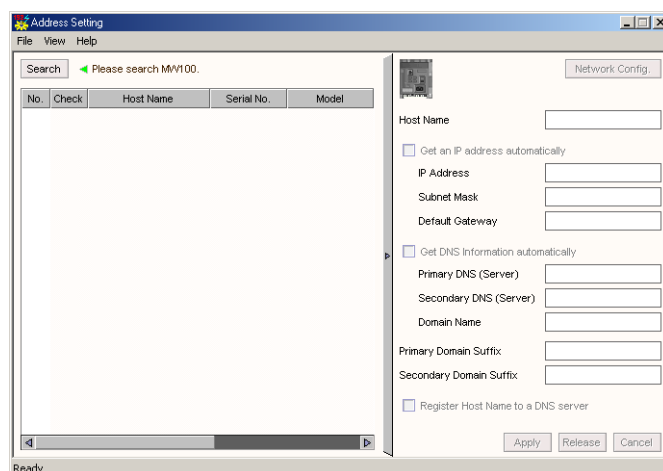 Address Setting
File View Help
Search Please search MW100.
Network Config.
No. Check Host Name Serial No. Model
Host Name
Get an IP address automatically
IP Address
Subnet Mask
Default Gateway
Get DNS Information automatically
Primary DNS (Server)
Secondary DNS (Server)
Domain Name
Primary Domain Suffix
Secondary Domain Suffix
Register Host Name to a DNS server
Apply Release Cancel
Ready